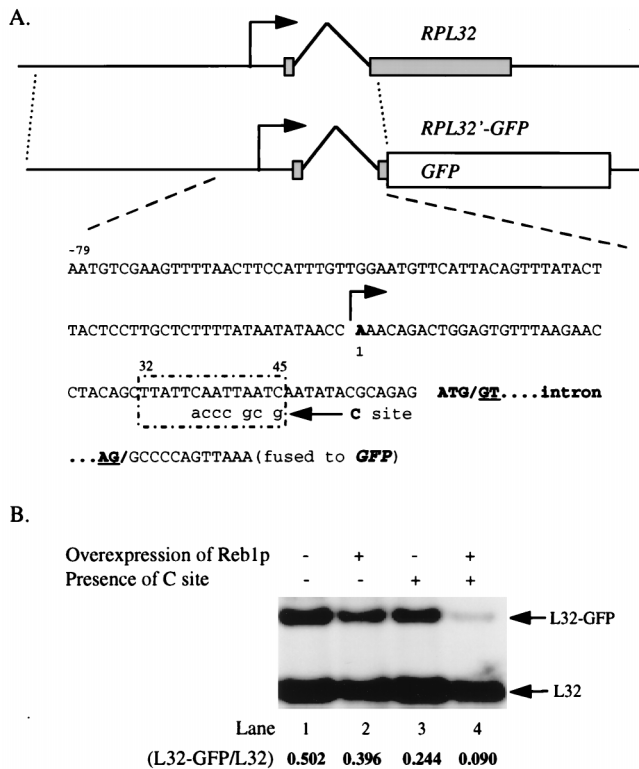 A.
RPL32
RPL32'-GFP
GFP
-79
AATGTCGAAGTTTTAACTTCCATTTGTTGGAATGTTCATTACAGTTTATACT
TACTCCTTGCTCTTTTATAATATAACC AAACAGACTGGAGTGTTTAAGAAC
1
32 45
CTACAGCTTATTCAATTAATCAATATACGCAGAG ATG/GT....intron
accc gcg g C site
...AG/GCCCCAGTTAAA(fused to GFP)
B.
Overexpression of Reb1p - + - +
Presence of C site - - + +
L32-GFP
L32
Lane 1 2 3 4
(L32-GFP/L32) 0.502 0.396 0.244 0.090